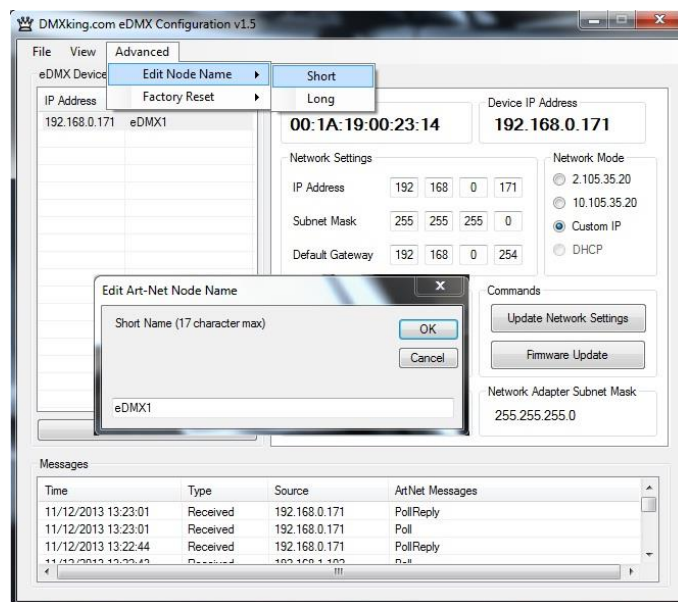 DMXking.com eDMX Configuration v1.5
File View Advanced
Edit Node Name
Short
Factory Reset
Long
eDMX Device
IP Address
192.168.0.171 eDMX1
00:1A:19:00:23:14
Device IP Address
192.168.0.171
Network Settings
IP Address 192 168 0 171
Subnet Mask 255 255 255 0
Default Gateway 192 168 0 254
Network Mode
2.105.35.20
10.105.35.20
Custom IP
DHCP
Edit Art-Net Node Name
Short Name (17 character max)
OK
Cancel
eDMX1
Commands
Update Network Settings
Firmware Update
Network Adapter Subnet Mask
255.255.255.0
Messages
Time Type Source ArtNet Messages
11/12/2013 13:23:01 Received 192.168.0.171 PollReply
11/12/2013 13:23:01 Received 192.168.0.171 Poll
11/12/2013 13:22:44 Received 192.168.0.171 PollReply